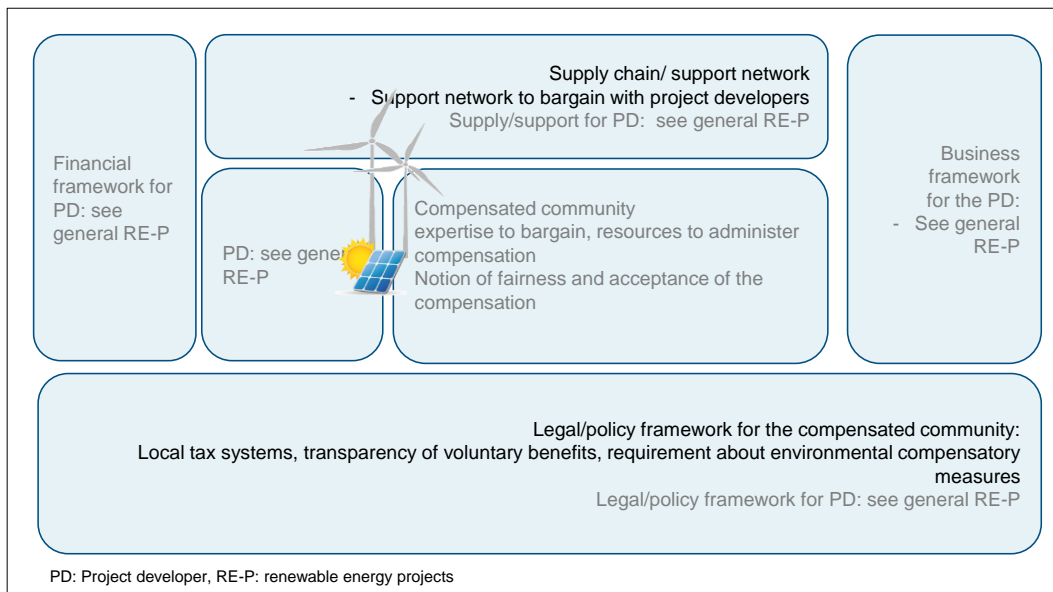 Supply chain/ support network
- Support network to bargain with project developers
Supply/support for PD: see general RE-P
Financial
framework for
PD: see
general RE-P
PD: see gener
RE-P
Compensated community
expertise to bargain, resources to administer
compensation
Notion of fairness and acceptance of the
compensation
Business
framework
for the PD:
- See general
RE-P
Legal/policy framework for the compensated community:
Local tax systems, transparency of voluntary benefits, requirement about environmental compensatory
measures
Legal/policy framework for PD: see general RE-P
PD: Project developer, RE-P: renewable energy projects